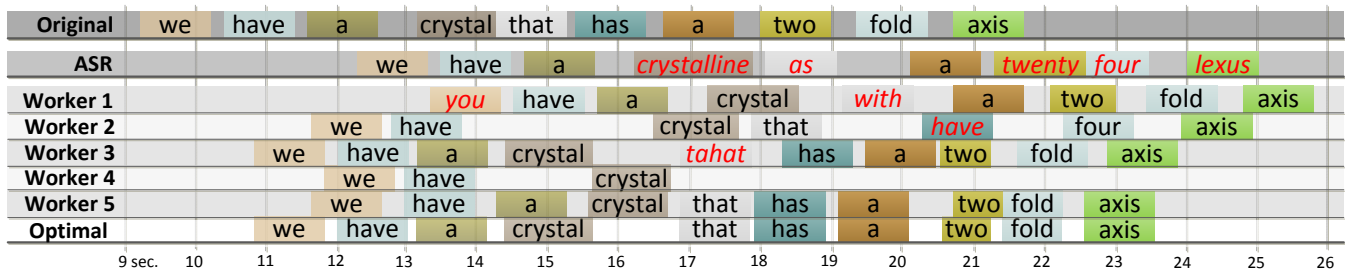 Original we have a crystal that has a two fold axis
ASR we have a crystalline as a twenty four lexus
Worker 1 you have a crystal with a two fold axis
Worker 2 we have crystal that have four axis
Worker 3 we have a crystal tahat has a two fold axis
Worker 4 we have crystal
Worker 5 we have a crystal that has a two fold axis
Optimal we have a crystal that has a two fold axis
9 sec. 10 11 12 13 14 15 16 17 18 19 20 21 22 23 24 25 26